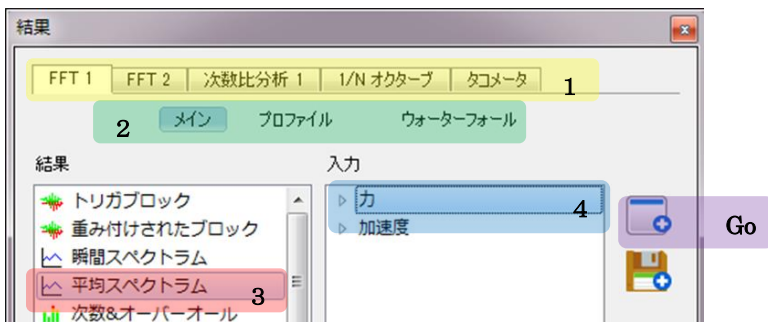 結果
FFT 1 FFT 2 次数比分析 1 1/N オクターブ タコメータ 1
2 メイン プロファイル ウォーターフォール
結果 入力
トリガブロック 力 4
重み付けされたブロック 加速度 Go
瞬間スペクトラム
平均スペクトラム 3
次数&オーバーオール